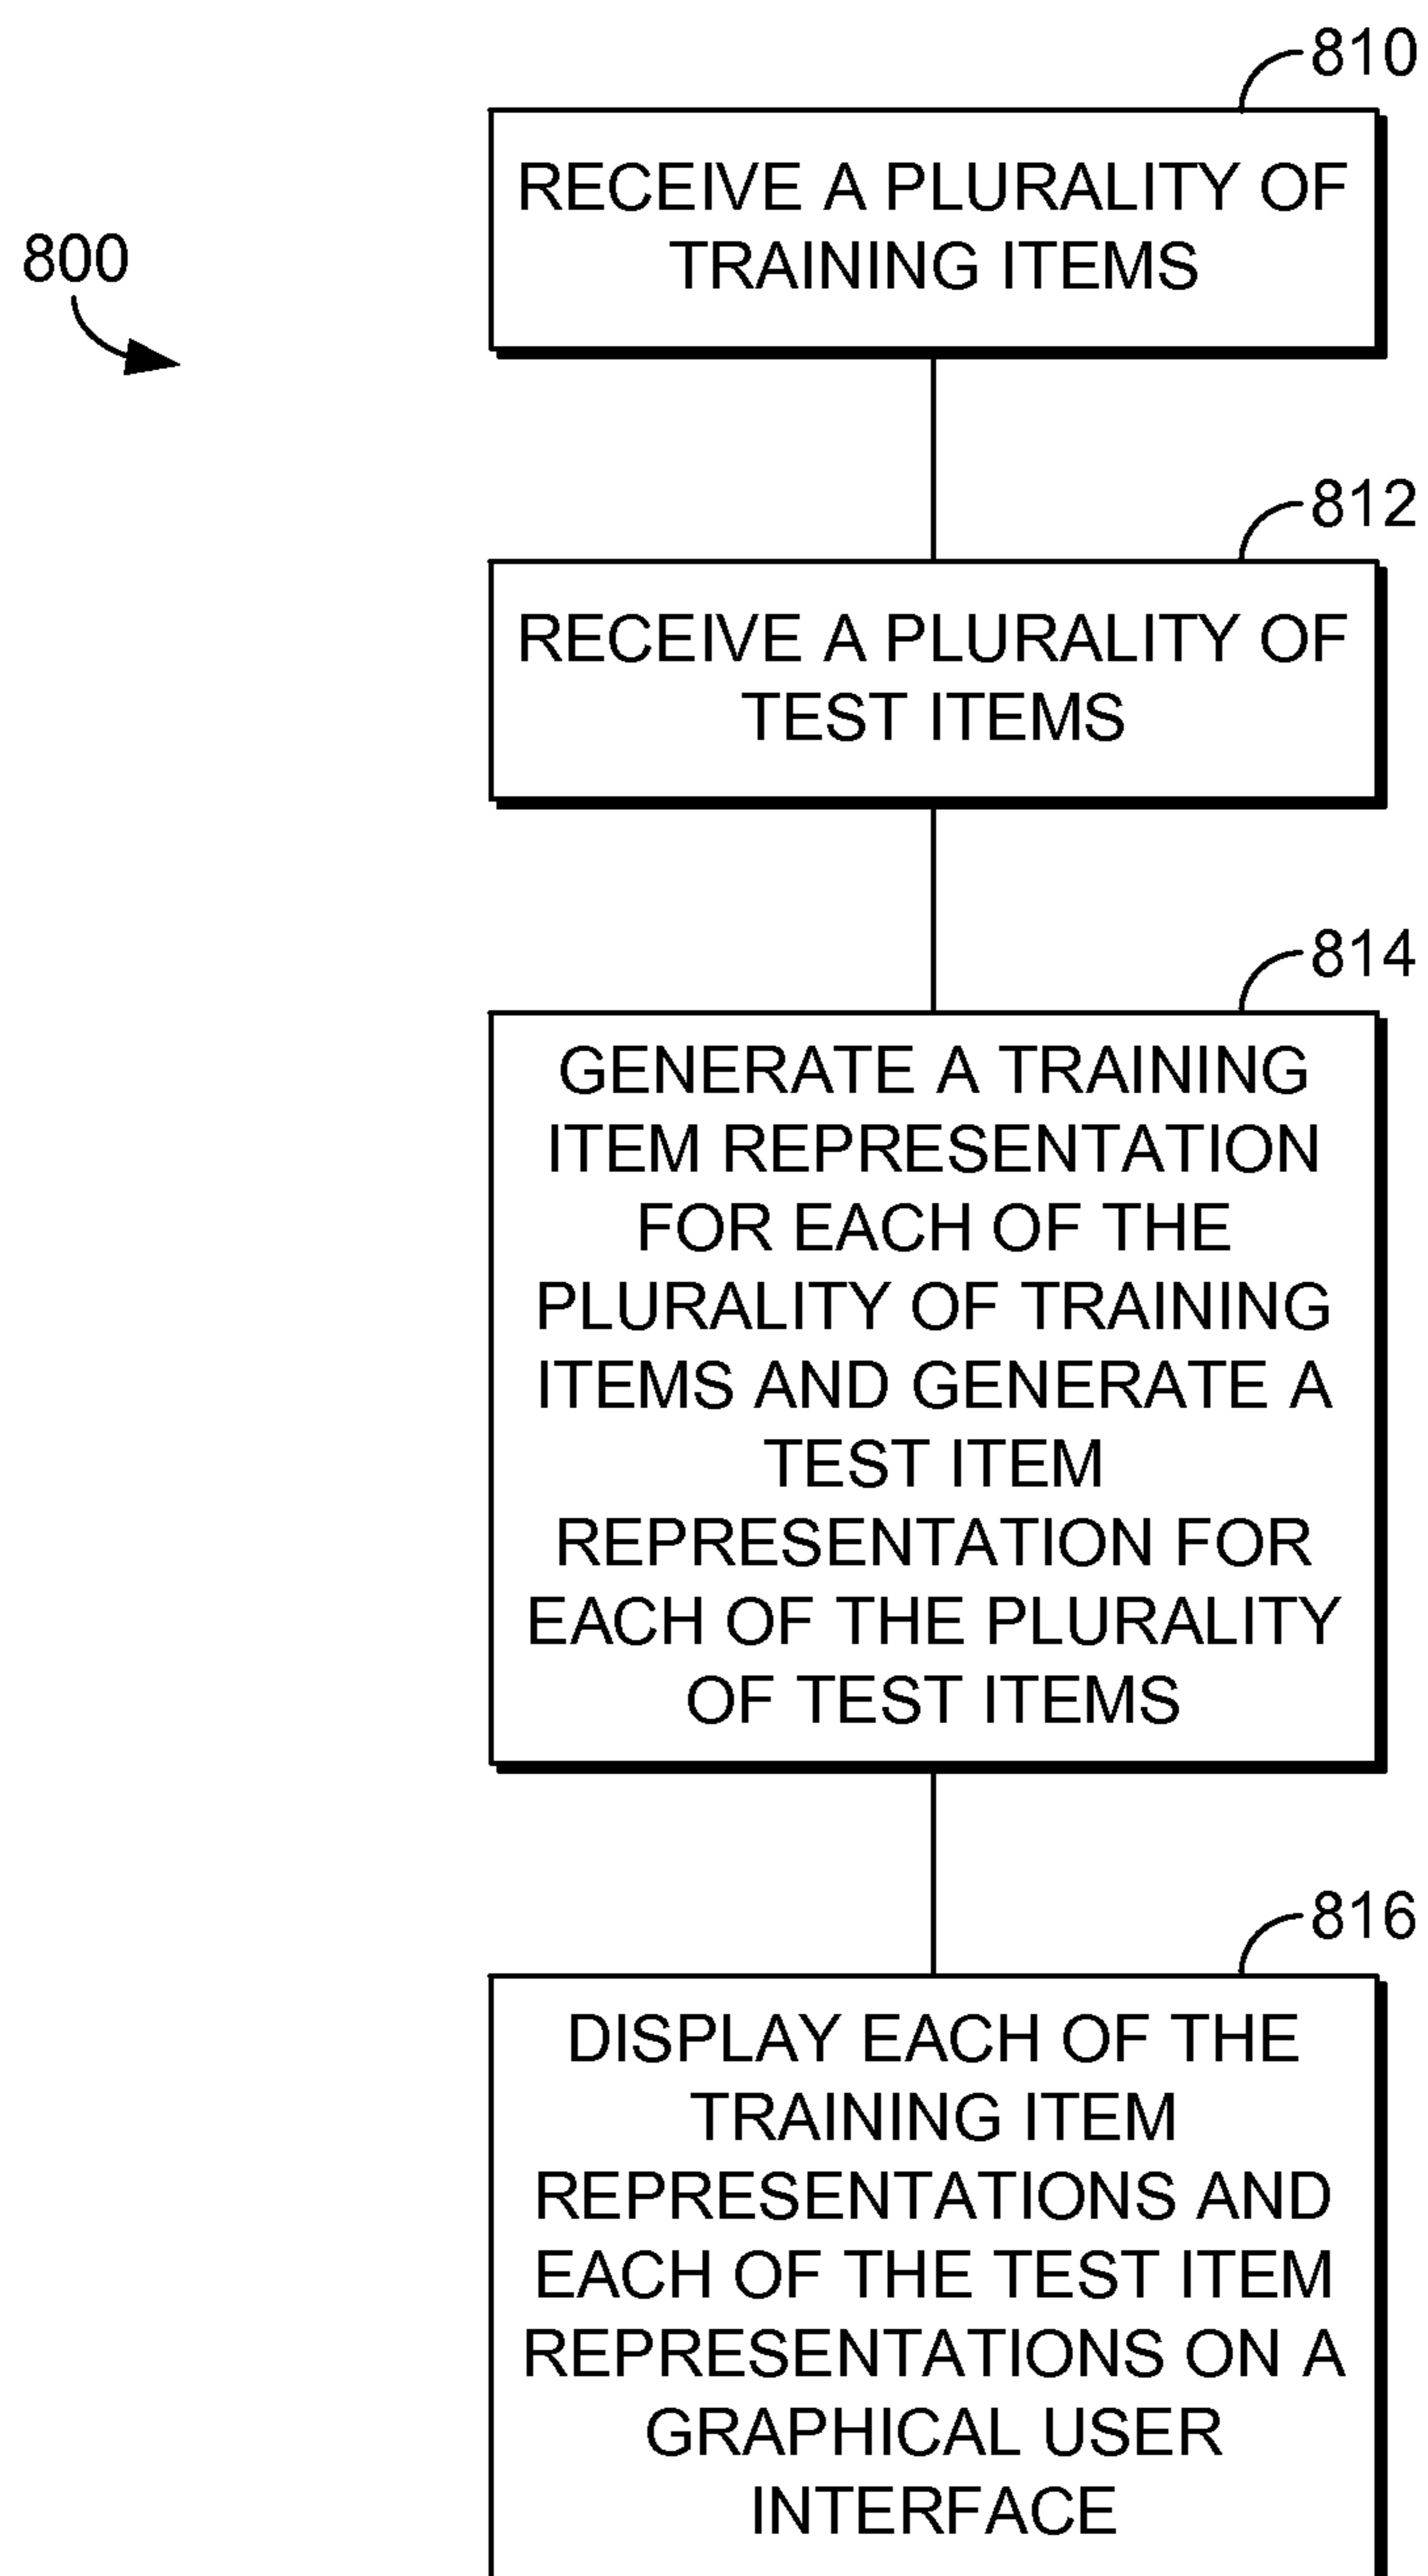 810
RECEIVE A PLURALITY OF
TRAINING ITEMS
800
812
RECEIVE A PLURALITY OF
TEST ITEMS
814
GENERATE A TRAINING
ITEM REPRESENTATION
FOR EACH OF THE
PLURALITY OF TRAINING
ITEMS AND GENERATE A
TEST ITEM
REPRESENTATION FOR
EACH OF THE PLURALITY
OF TEST ITEMS
816
DISPLAY EACH OF THE
TRAINING ITEM
REPRESENTATIONS AND
EACH OF THE TEST ITEM
REPRESENTATIONS ON A
GRAPHICAL USER
INTERFACE